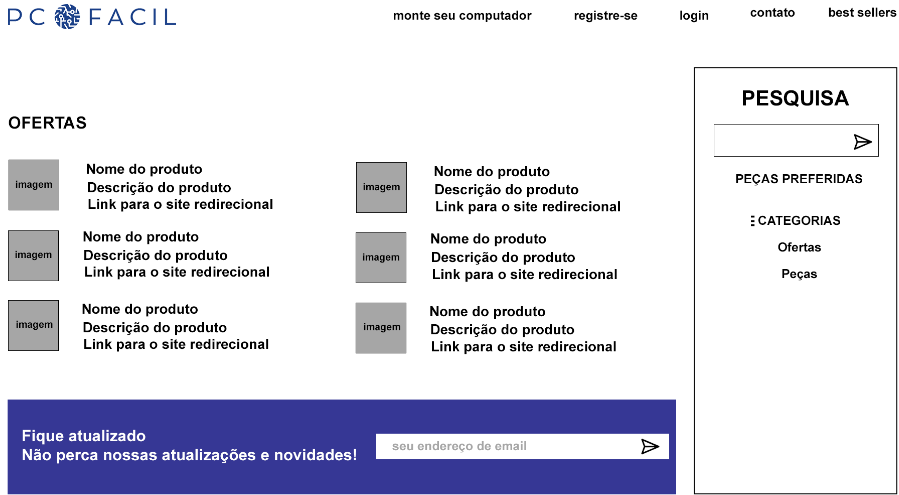 PC FACIL
monte seu computador
registre-se
login
contato
best sellers
OFERTAS
imagem
Nome do produto
Descrição do produto
Link para o site redirecional
imagem
Nome do produto
Descrição do produto
Link para o site redirecional
imagem
Nome do produto
Descrição do produto
Link para o site redirecional
imagem
Nome do produto
Descrição do produto
Link para o site redirecional
imagem
Nome do produto
Descrição do produto
Link para o site redirecional
imagem
Nome do produto
Descrição do produto
Link para o site redirecional
PESQUISA
PEÇAS PREFERIDAS
CATEGORIAS
Ofertas
Peças
Fique atualizado
Não perca nossas atualizações e novidades!
seu endereço de email